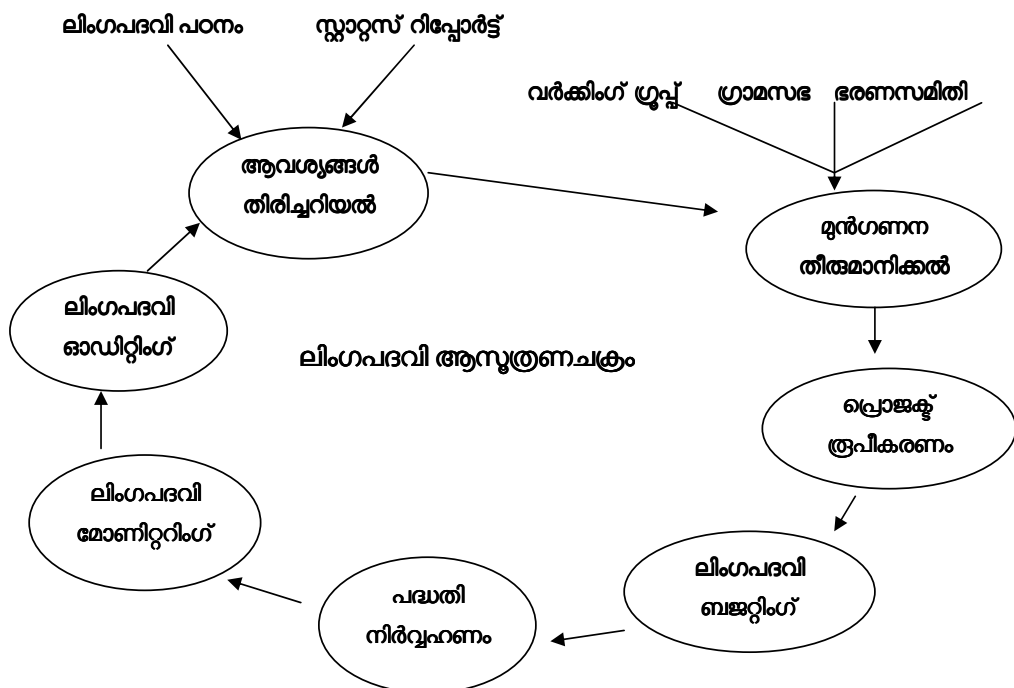 ലിംഗപദവി പഠനം
സ്റ്റാറ്റസ് റിപ്പോർട്ട്
വർക്കിംഗ് ഗ്രൂപ്പ്
ഗ്രാമസഭ
ഭരണസമിതി
ആവശ്യങ്ങൾ
തിരിച്ചറിയൽ
മുൻഗണന
തീരുമാനിക്കൽ
ലിംഗപദവി
ഓഡിറ്റിംഗ്
ലിംഗപദവി ആസൂത്രണചക്രം
പ്രൊജക്ട്
രൂപീകരണം
ലിംഗപദവി
മോണിറ്ററിംഗ്
ലിംഗപദവി
ബജറ്റിംഗ്
പദ്ധതി
നിർവ്വഹണം